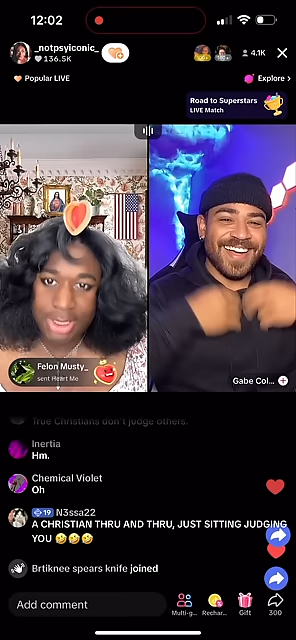 12:02
_notpsyiconic_
136.5K
4.1K
Popular LIVE
Explore >
Road to Superstars
LIVE Match
Felon Musty_
sent Heart Me
Gabe Col...
True Christians don't judge others.
Inertia
Hm.
Chemical Violet
Oh
19 N3ssa22
A CHRISTIAN THRU AND THRU, JUST SITTING JUDGING
YOU 🤣🤣🤣
Brtiknee spears knife joined
Add comment
Multi-g...
Rechar...
Gift
300